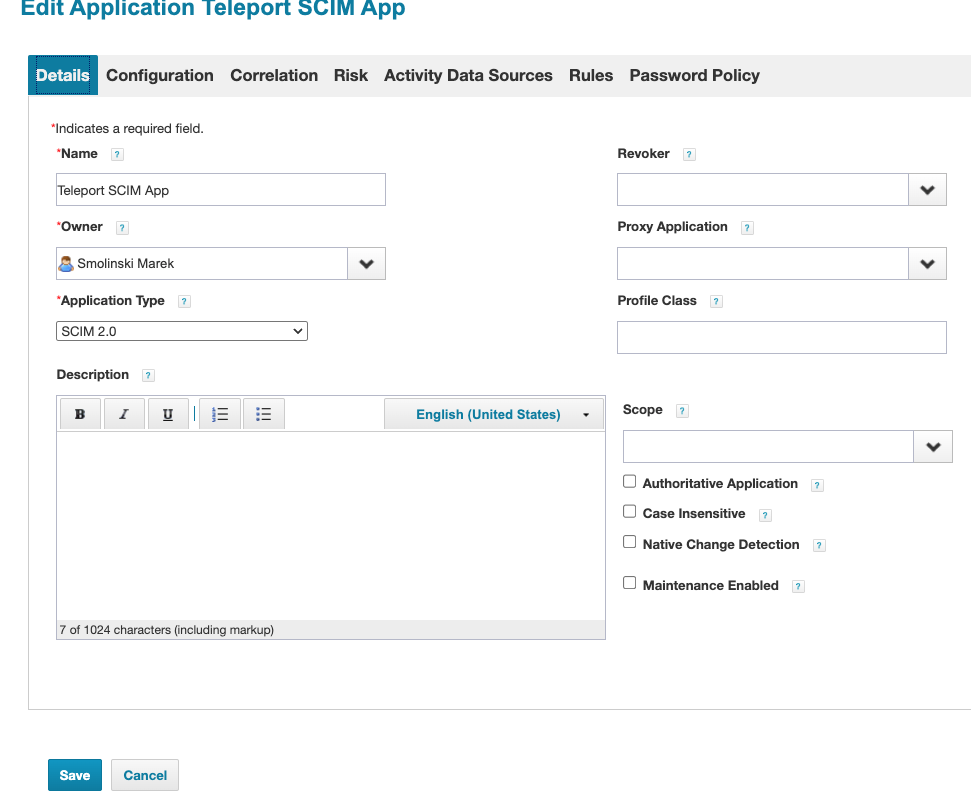 Edit Application Teleport SCIM App
Details Configuration Correlation Risk Activity Data Sources Rules Password Policy
*Indicates a required field.
*Name ?
Teleport SCIM App
*Owner ?
Smolinski Marek
*Application Type ?
SCIM 2.0
Description ?
B I U English (United States)
7 of 1024 characters (including markup)
Revoker ?
Proxy Application ?
Profile Class ?
Scope ?
Authoritative Application ?
Case Insensitive ?
Native Change Detection ?
Maintenance Enabled ?
Save Cancel